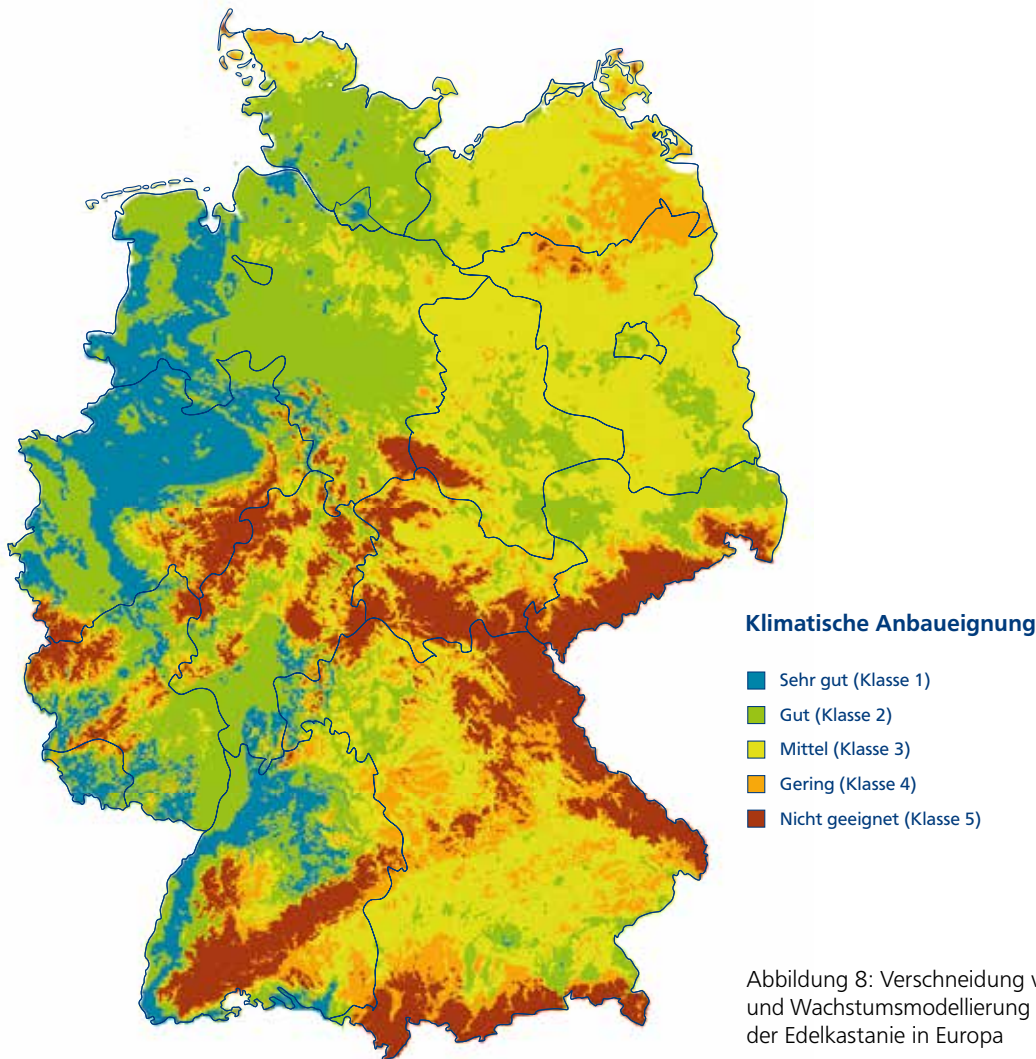 Klimatische Anbaueignung
Sehr gut (Klasse 1)
Gut (Klasse 2)
Mittel (Klasse 3)
Gering (Klasse 4)
Nicht geeignet (Klasse 5)
Abbildung 8: Verschneidung
und Wachstumsmodellierung
der Edelkastanie in Europa